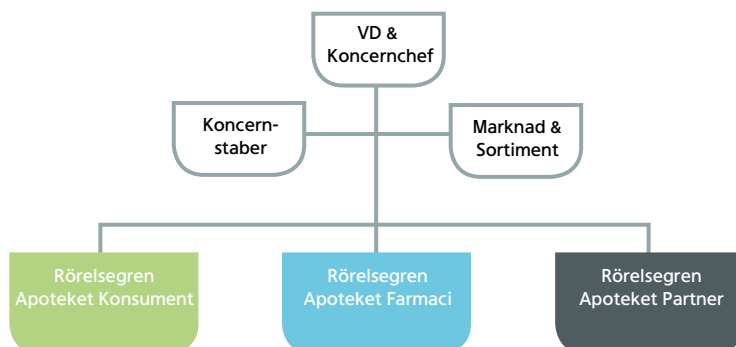 VD &
Koncernchef
Koncern-
staber
Marknad &
Sortiment
Rörelsegren
Apoteket Konsument
Rörelsegren
Apoteket Farmaci
Rörelsegren
Apoteket Partner